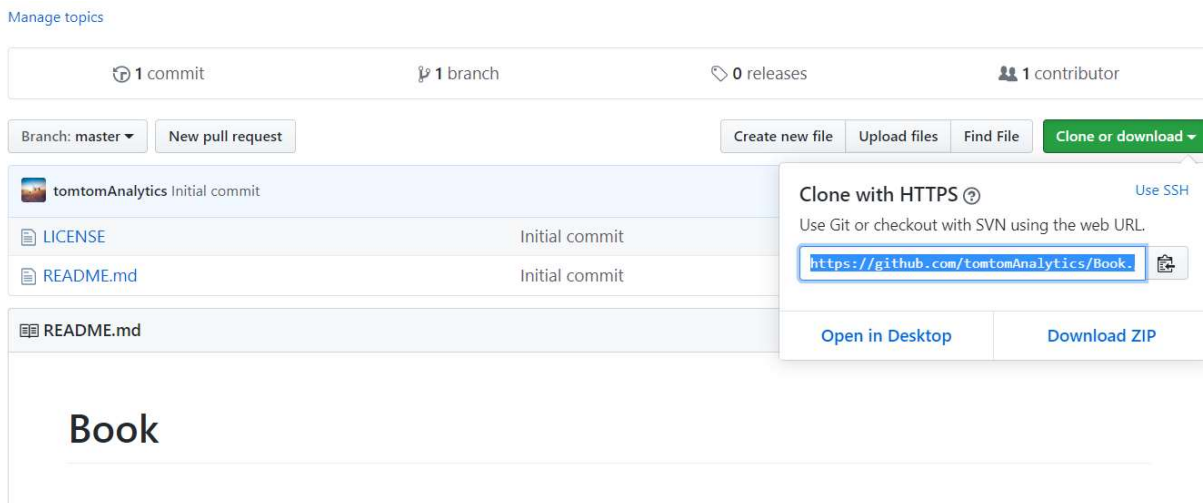 Manage topics
1 commit 1 branch 0 releases 1 contributor
Branch: master New pull request Create new file Upload files Find File Clone or download
tomtomAnalytics Initial commit
LICENSE Initial commit
README.md Initial commit
README.md
Book
Clone with HTTPS Use SSH
Use Git or checkout with SVN using the web URL.
https://github.com/tomtomAnalytics/Book.
Open in Desktop Download ZIP